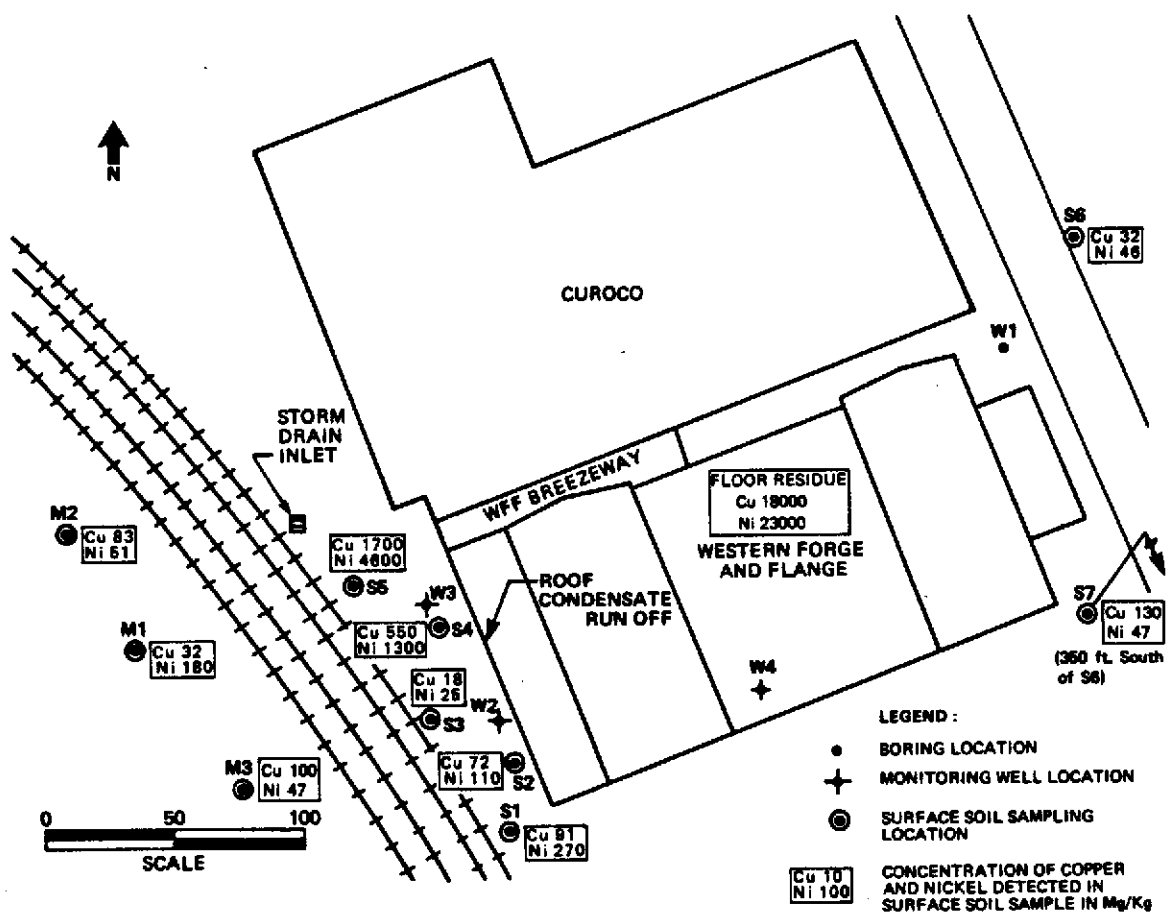 N
CUROCO
S6
Cu 32
Ni 46
W1
STORM
DRAIN
INLET
WFF BREEZEWAY
FLOOR RESIDUE
Cu 18000
Ni 23000
WESTERN FORGE
AND FLANGE
M2
Cu 83
Ni 61
Cu 1700
Ni 4600
S5
W3
ROOF
CONDENSATE
RUN OFF
S7
Cu 130
Ni 47
(350 ft. South
of S6)
M1
Cu 32
Ni 180
Cu 550
Ni 1300
S4
Cu 18
Ni 25
S3
W2
W4
Cu 72
Ni 110
S2
M3
Cu 100
Ni 47
S1
Cu 91
Ni 270
0 50 100
SCALE
LEGEND :
BORING LOCATION
MONITORING WELL LOCATION
SURFACE SOIL SAMPLING
LOCATION
Cu 10
Ni 100
CONCENTRATION OF COPPER
AND NICKEL DETECTED IN
SURFACE SOIL SAMPLE IN Mg/Kg